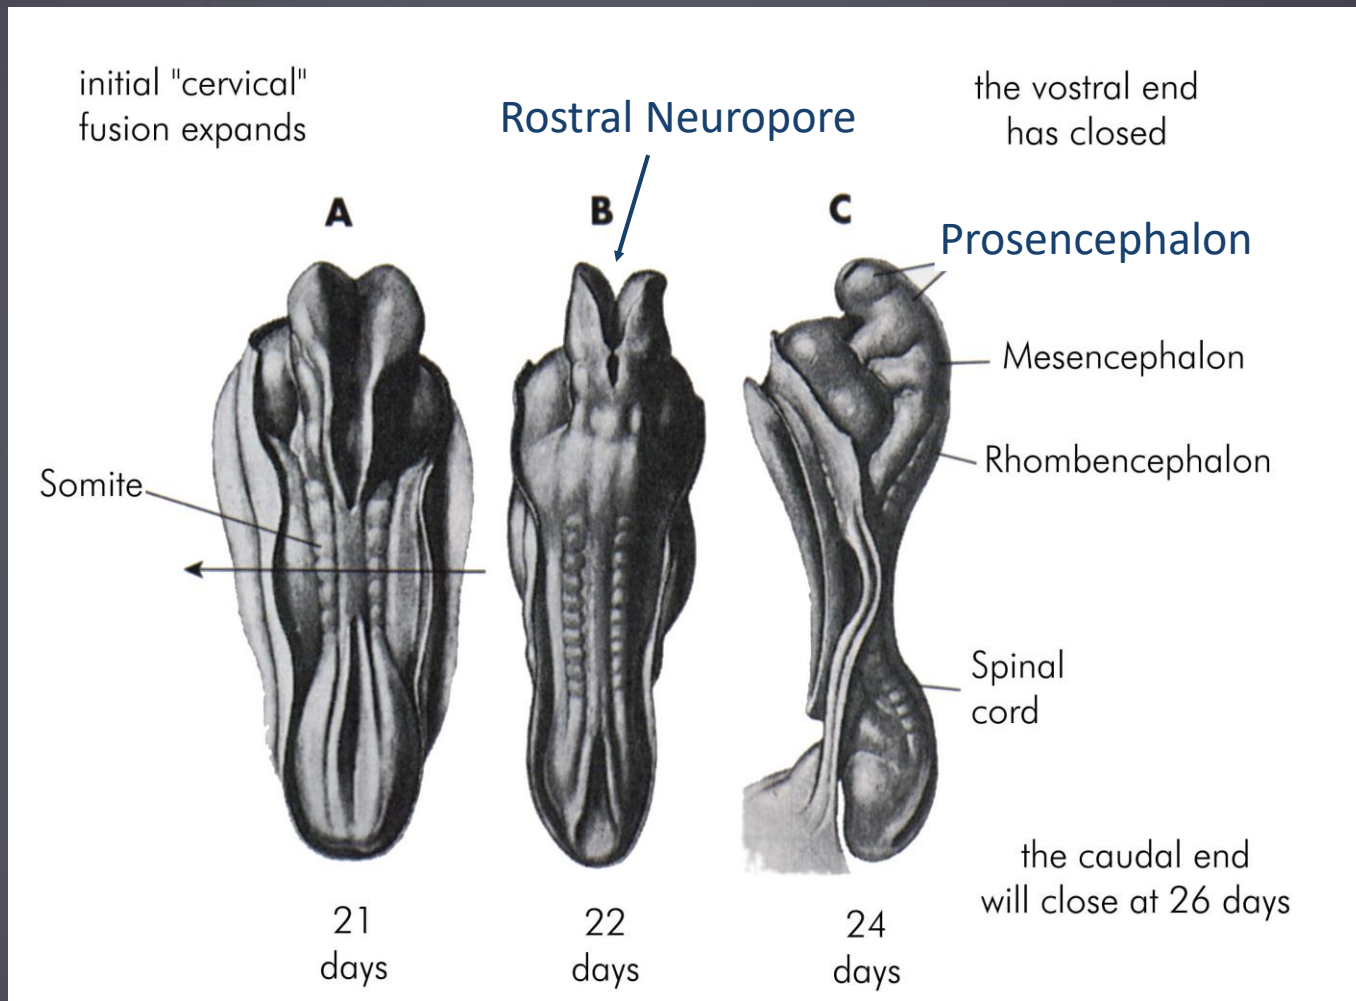 initial "cervical"
fusion expands
Rostral Neuropore
the vostral end
has closed
A
B
C
Prosencephalon
Mesencephalon
Rhombencephalon
Somite
Spinal
cord
the caudal end
will close at 26 days
21
days
22
days
24
days